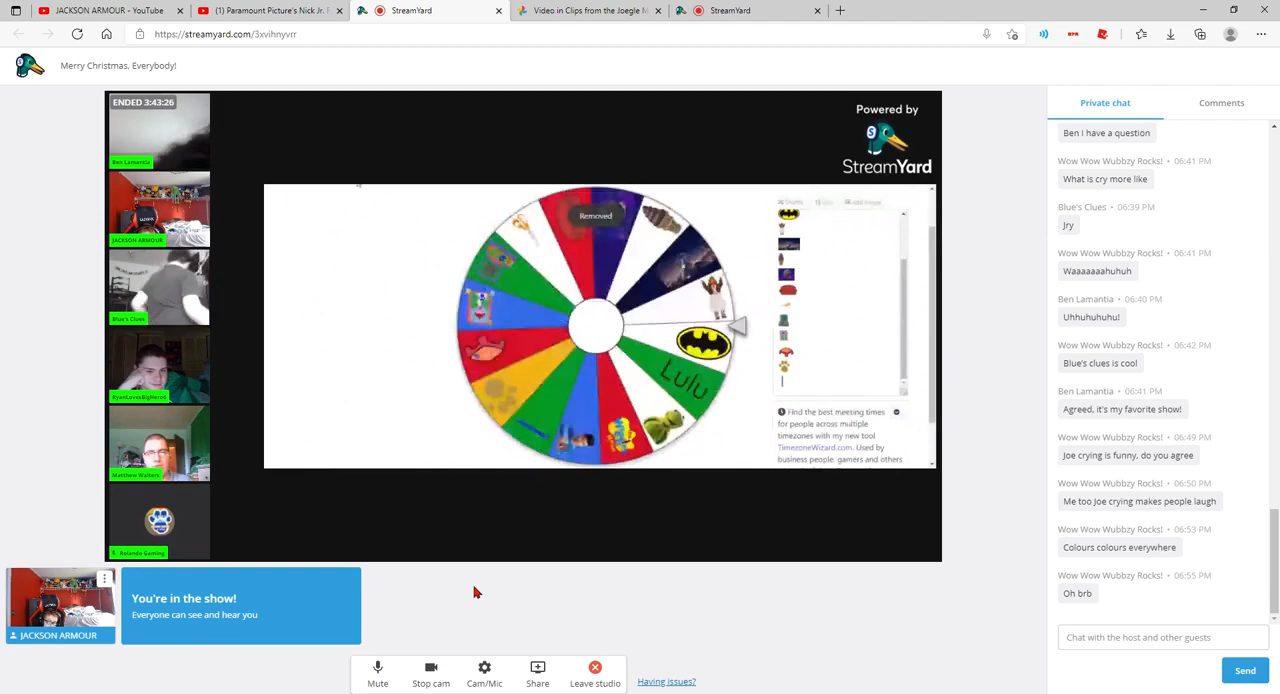 JACKSON ARMOUR - YouTube
(1) Paramount Picture's Nick Jr. F
StreamYard
Video in Clips from the Joegle M
StreamYard
https://streamyard.com/3xvihnyvrr
Merry Christmas, Everybody!
ENDED 3:43:26
Ben Lamantia
JACKSON ARMOUR
Blue's Clues
RyanLovesBigHero6
Matthew Walters
Rolando Gaming
Powered by
StreamYard
Removed
Lulu
Find the best meeting times
for people across multiple
timezones with my new tool
TimezoneWizard.com. Used by
business people, gamers and others
You're in the show!
Everyone can see and hear you
JACKSON ARMOUR
Mute
Stop cam
Cam/Mic
Share
Leave studio
Having issues?
Private chat
Comments
Ben I have a question
Wow Wow Wubbzy Rocks! • 06:41 PM
What is cry more like
Blue's Clues • 06:39 PM
Jry
Wow Wow Wubbzy Rocks! • 06:41 PM
Waaaaaaahuhuh
Ben Lamantia • 06:40 PM
Uhhuhuhuhu!
Wow Wow Wubbzy Rocks! • 06:42 PM
Blue's clues is cool
Ben Lamantia • 06:41 PM
Agreed, it's my favorite show!
Wow Wow Wubbzy Rocks! • 06:49 PM
Joe crying is funny, do you agree
Wow Wow Wubbzy Rocks! • 06:50 PM
Me too Joe crying makes people laugh
Wow Wow Wubbzy Rocks! • 06:53 PM
Colours colours everywhere
Wow Wow Wubbzy Rocks! • 06:55 PM
Oh brb
Chat with the host and other guests
Send